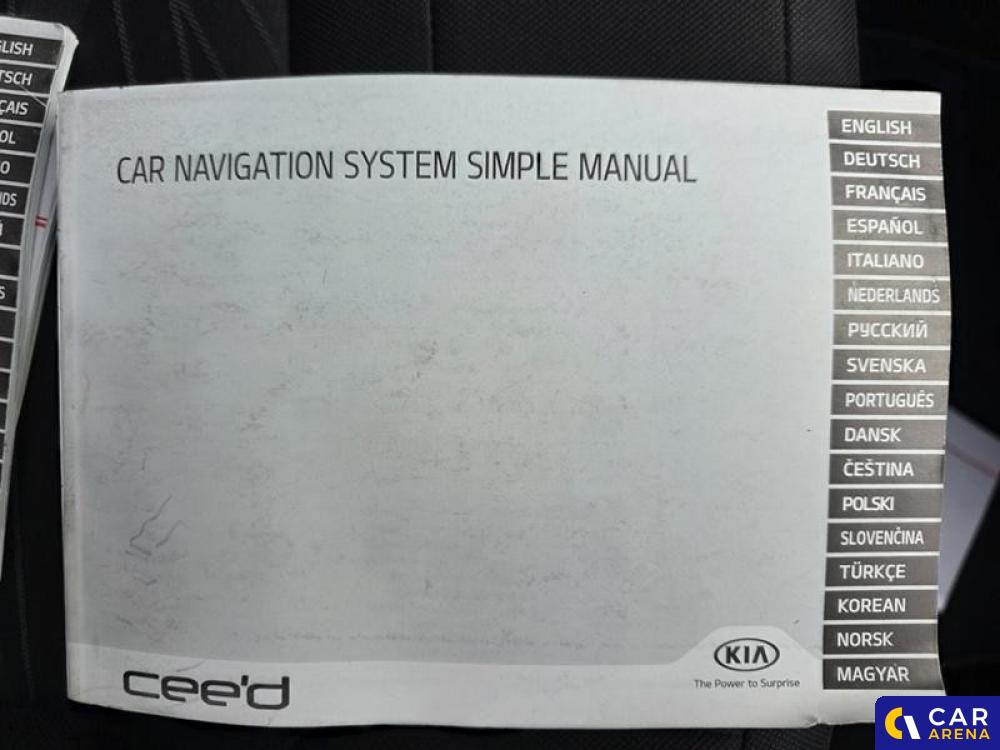 CAR NAVIGATION SYSTEM SIMPLE MANUAL
ENGLISH
DEUTSCH
FRANÇAIS
ESPAÑOL
ITALIANO
NEDERLANDS
РУССКИЙ
SVENSKA
PORTUGUÊS
DANSK
ČEŠTINA
POLSKI
SLOVENČINA
TÜRKÇE
KOREAN
NORSK
MAGYAR
cee'd
KIA
The Power to Surprise
CAR
ARENA